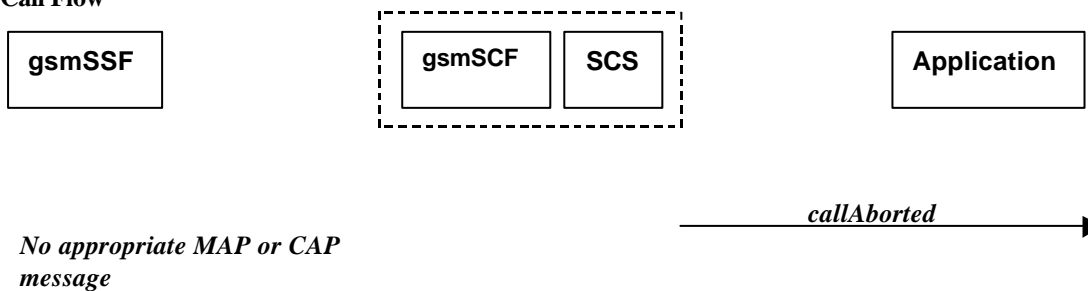 Call Flow
gsmSSF
gsmSCF
SCS
Application
callAborted
No appropriate MAP or CAP
message